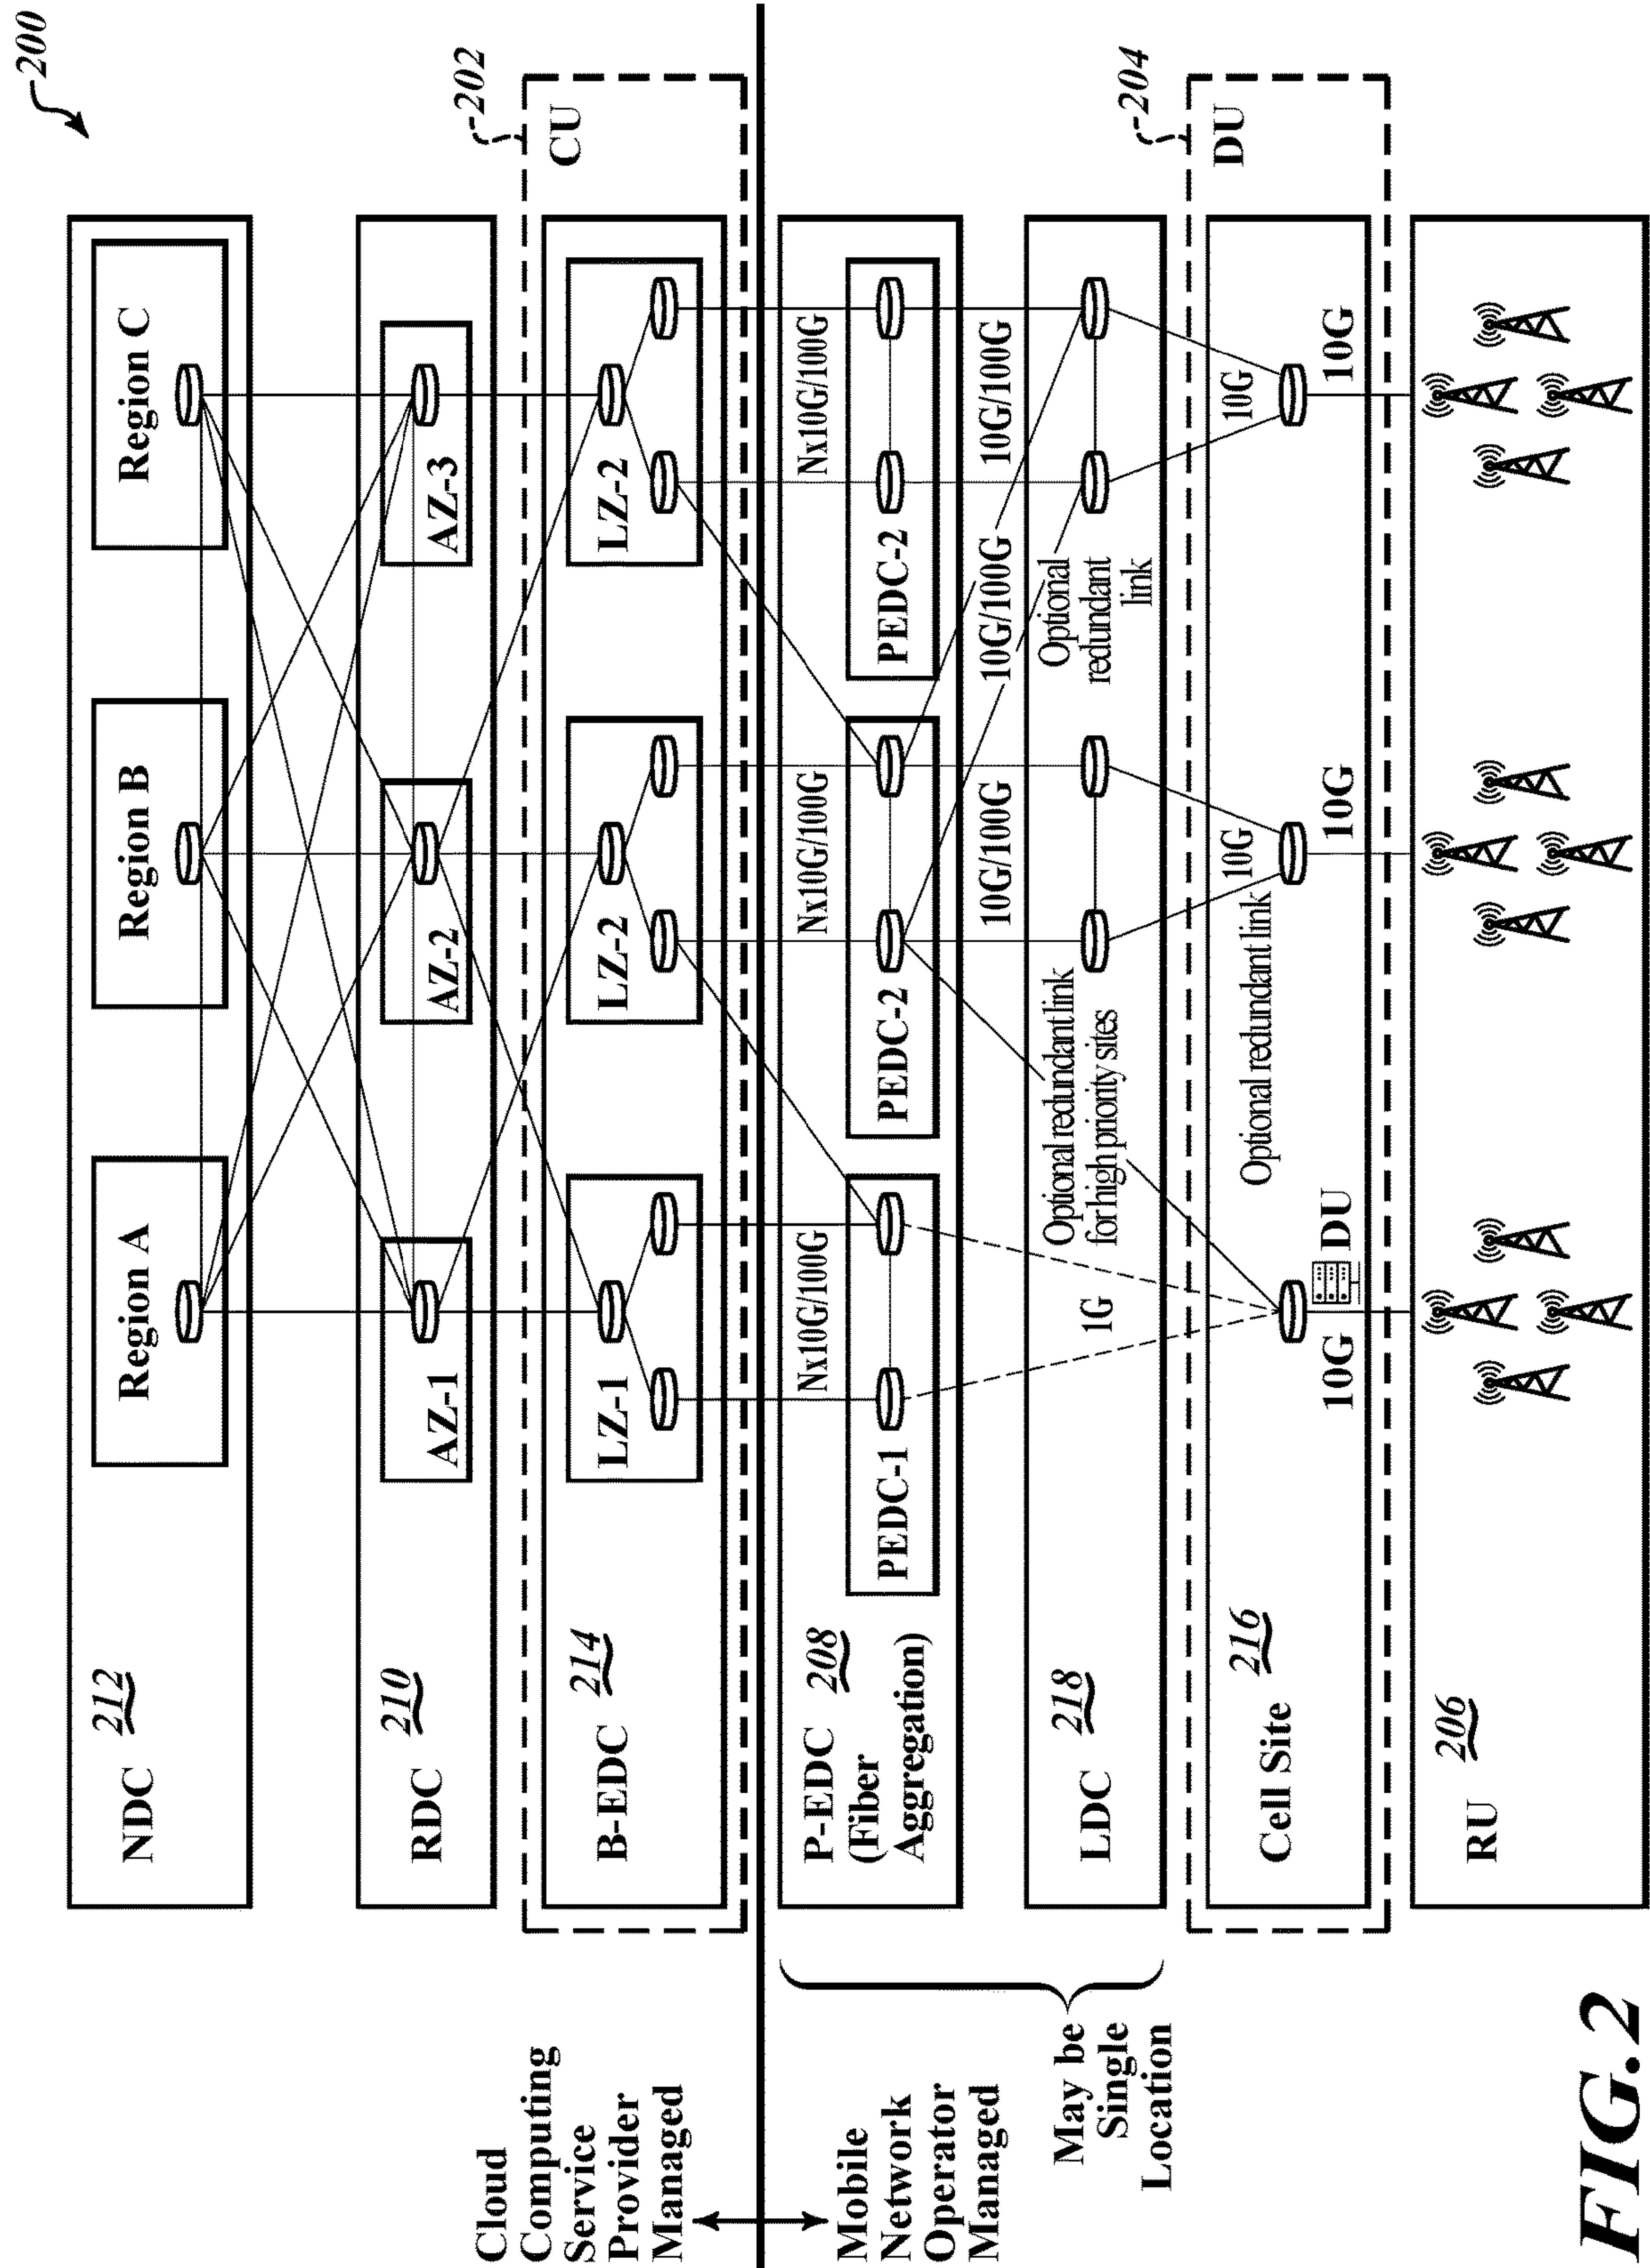 200
NDC 212
Region A
Region B
Region C
RDC 210
AZ-1
AZ-2
AZ-3
202
CU
B-EDC 214
LZ-1
LZ-2
LZ-2
Cloud
Computing
Service
Provider
Managed
Mobile
Network
Operator
Managed
Nx10G/100G
Nx10G/100G
Nx10G/100G
P-EDC 208
(Fiber
Aggregation)
PEDC-1
PEDC-2
PEDC-2
10G/100G
10G/100G
10G/100G
May be
Single
Location
LDC 218
1G
Optional redundant link
for high priority sites
Optional
redundant
link
204
DU
Cell Site 216
10G
DU
Optional redundant link
10G
10G
10G
10G
RU 206
FIG.2